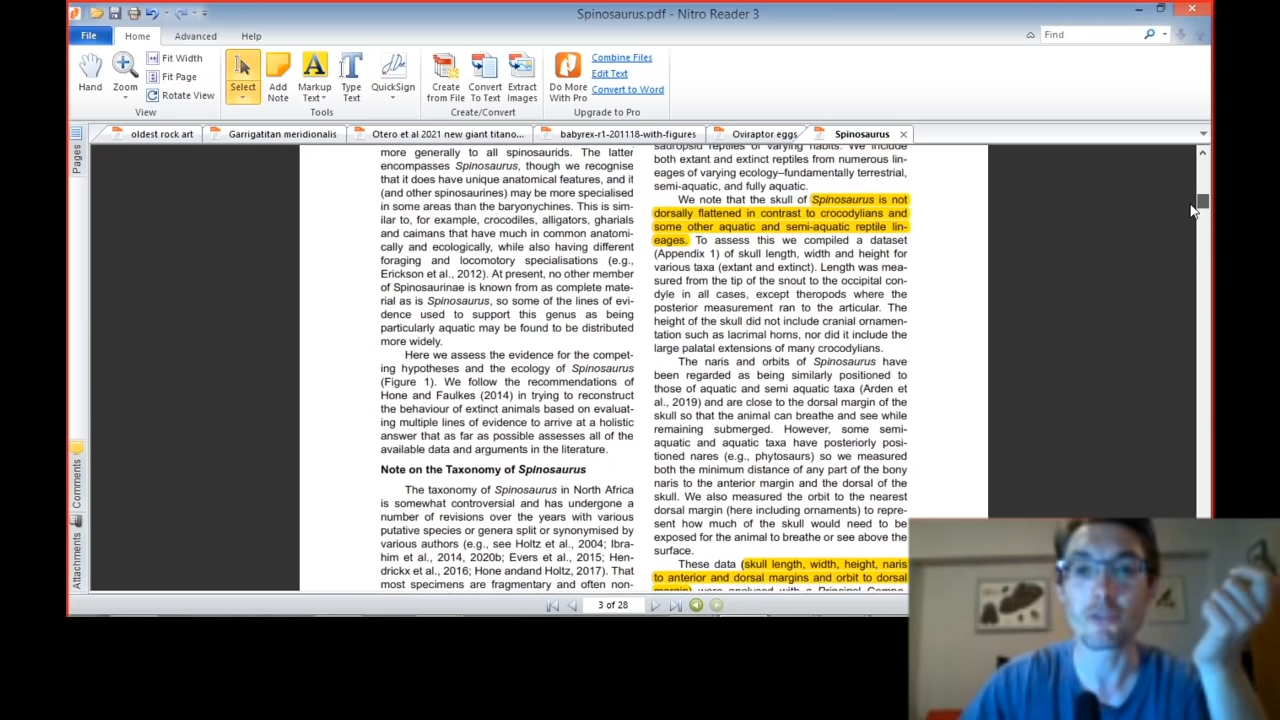 Spinosaurus.pdf - Nitro Reader 3
File
Home
Advanced
Help
Find
Hand
Zoom
Fit Width
Fit Page
Rotate View
View
Select
Add
Note
Markup
Text
Type
Text
QuickSign
Tools
Create
from File
Convert
To Text
Extract
Images
Create/Convert
Do More
With Pro
Combine Files
Edit Text
Convert to Word
Upgrade to Pro
oldest rock art
Garrigatitan meridionalis
Otero et al 2021 new giant titano...
babyrex-r1-201118-with-figures
Oviraptor eggs
Spinosaurus
Pages
Comments
Attachments
more generally to all spinosaurids. The latter
encompasses Spinosaurus, though we recognise
that it does have unique anatomical features, and it
(and other spinosaurines) may be more specialised
in some areas than the baryonychines. This is sim-
ilar to, for example, crocodiles, alligators, gharials
and caimans that have much in common anatomi-
cally and ecologically, while also having different
foraging and locomotory specialisations (e.g.,
Erickson et al., 2012). At present, no other member
of Spinosaurinae is known from as complete mate-
rial as is Spinosaurus, so some of the lines of evi-
dence used to support this genus as being
particularly aquatic may be found to be distributed
more widely.
Here we assess the evidence for the compet-
ing hypotheses and the ecology of Spinosaurus
(Figure 1). We follow the recommendations of
Hone and Faulkes (2014) in trying to reconstruct
the behaviour of extinct animals based on evaluat-
ing multiple lines of evidence to arrive at a holistic
answer that as far as possible assesses all of the
available data and arguments in the literature.
Note on the Taxonomy of Spinosaurus
The taxonomy of Spinosaurus in North Africa
is somewhat controversial and has undergone a
number of revisions over the years with various
putative species or genera split or synonymised by
various authors (e.g., see Holtz et al., 2004; Ibra-
him et al., 2014, 2020b; Evers et al., 2015; Hen-
drickx et al., 2016; Hone andand Holtz, 2017). That
most specimens are fragmentary and often non-
sauropsid reptiles of varying habits. We include
both extant and extinct reptiles from numerous lin-
eages of varying ecology–fundamentally terrestrial,
semi-aquatic, and fully aquatic.
We note that the skull of Spinosaurus is not
dorsally flattened in contrast to crocodylians and
some other aquatic and semi-aquatic reptile lin-
eages. To assess this we compiled a dataset
(Appendix 1) of skull length, width and height for
various taxa (extant and extinct). Length was mea-
sured from the tip of the snout to the occipital con-
dyle in all cases, except theropods where the
posterior measurement ran to the articular. The
height of the skull did not include cranial ornamen-
tation such as lacrimal horns, nor did it include the
large palatal extensions of many crocodylians.
The naris and orbits of Spinosaurus have
been regarded as being similarly positioned to
those of aquatic and semi aquatic taxa (Arden et
al., 2019) and are close to the dorsal margin of the
skull so that the animal can breathe and see while
remaining submerged. However, some semi-
aquatic and aquatic taxa have posteriorly posi-
tioned nares (e.g., phytosaurs) so we measured
both the minimum distance of any part of the bony
naris to the anterior margin and the dorsal of the
skull. We also measured the orbit to the nearest
dorsal margin (here including ornaments) to repre-
sent how much of the skull would need to be
exposed for the animal to breathe or see above the
surface.
These data (skull length, width, height, naris
to anterior and dorsal margins and orbit to dorsal
margin) were analysed with a Principal Compo-
3 of 28